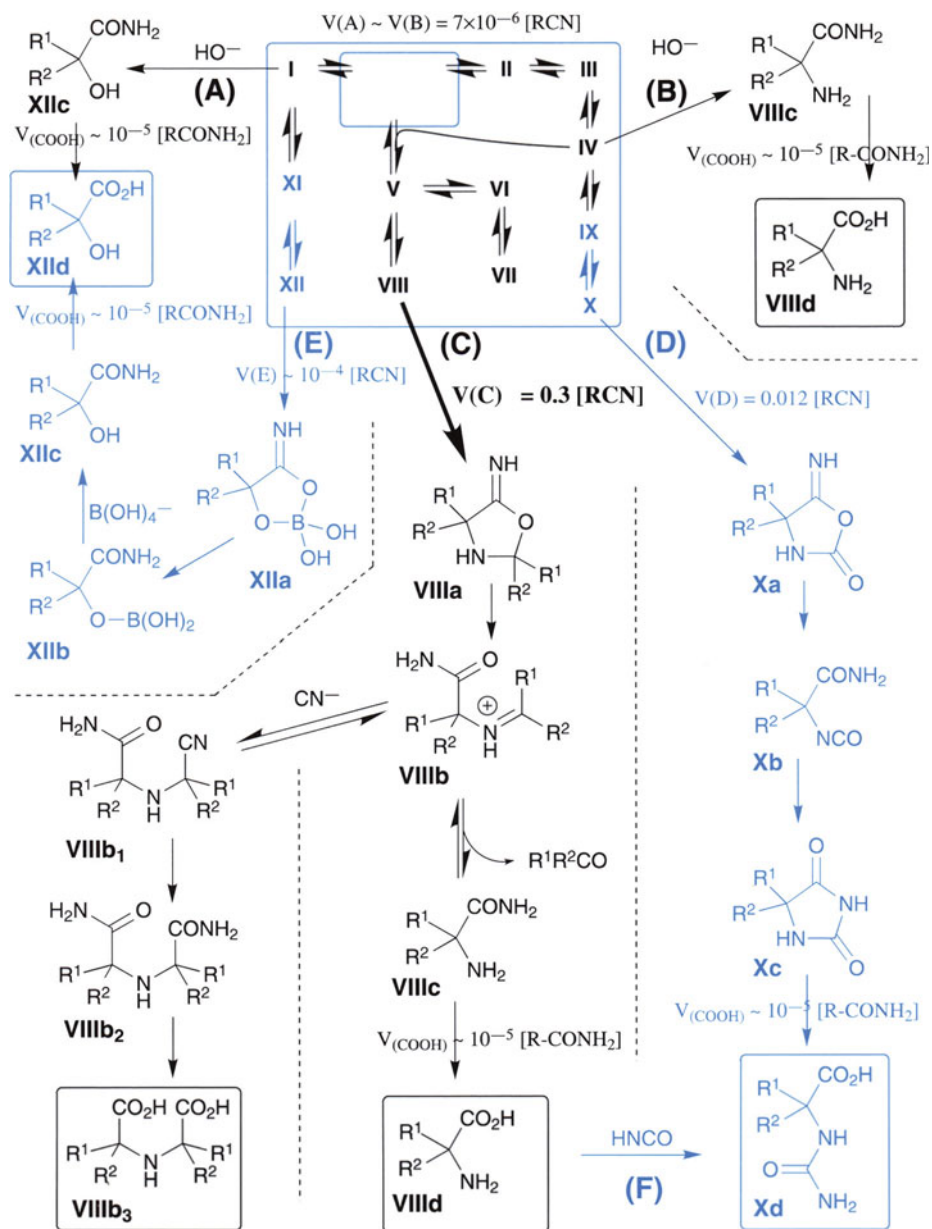 V(A) ~ V(B) = 7×10⁻⁶ [RCN]
R¹
CONH₂
R²
OH
XIIc
HO⁻
(A)
I
II
III
HO⁻
(B)
R¹
CONH₂
R²
NH₂
VIIIc
V(COOH) ~ 10⁻⁵ [RCONH₂]
XI
V
VI
IV
V(COOH) ~ 10⁻⁵ [R-CONH₂]
R¹
CO₂H
R²
OH
XIId
XII
VIII
VII
IX
X
R¹
CO₂H
R²
NH₂
VIIId
V(COOH) ~ 10⁻⁵ [RCONH₂]
(E)
(C)
(D)
V(E) ~ 10⁻⁴ [RCN]
V(C) = 0.3 [RCN]
V(D) = 0.012 [RCN]
R¹
CONH₂
R²
OH
XIIc
B(OH)₄⁻
NH
R¹
R²
O
O
B
OH
OH
XIIa
R¹
CONH₂
R²
O–B(OH)₂
XIIb
NH
R¹
R²
O
HN
R¹
R²
VIIIa
NH
R¹
R²
O
HN
O
Xa
H₂N
O
R¹
R¹
+
R²
N
H
R²
VIIIb
CN⁻
H₂N
O
CN
R¹
R¹
R²
N
H
R²
VIIIb₁
R¹
CONH₂
R²
NCO
Xb
R¹R²CO
H₂N
O
CONH₂
R¹
R¹
R²
N
H
R²
VIIIb₂
R¹
CONH₂
R²
NH₂
VIIIc
O
R¹
R²
NH
HN
O
Xc
V(COOH) ~ 10⁻⁵ [R-CONH₂]
V(COOH) ~ 10⁻⁵ [R-CONH₂]
CO₂H
CO₂H
R¹
R¹
R²
N
H
R²
VIIIb₃
R¹
CO₂H
R²
NH₂
VIIId
HNCO
(F)
R¹
CO₂H
R²
NH
O
NH₂
Xd